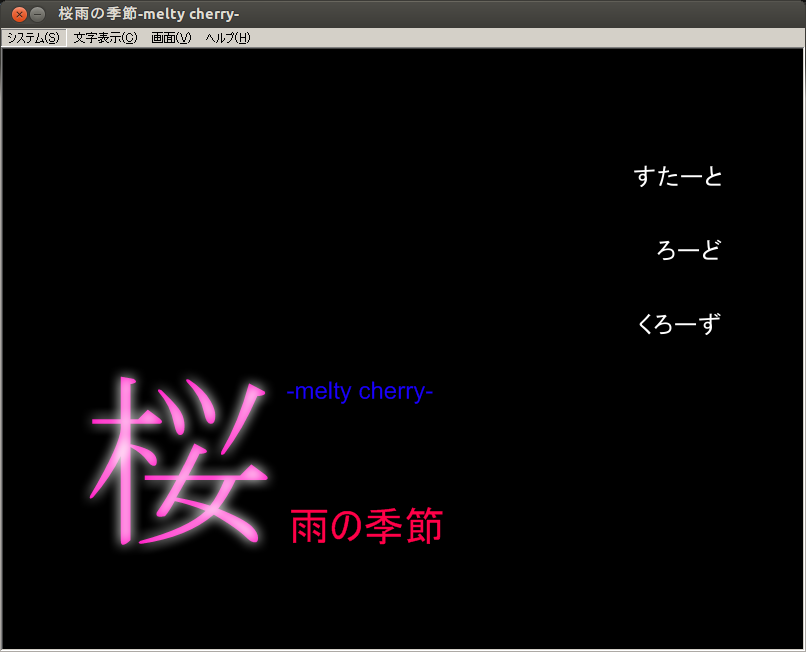 桜雨の季節-melty cherry-
システム(S) 文字表示(C) 画面(V) ヘルプ(H)
すたーと
ろーど
くろーず
桜
-melty cherry-
雨の季節